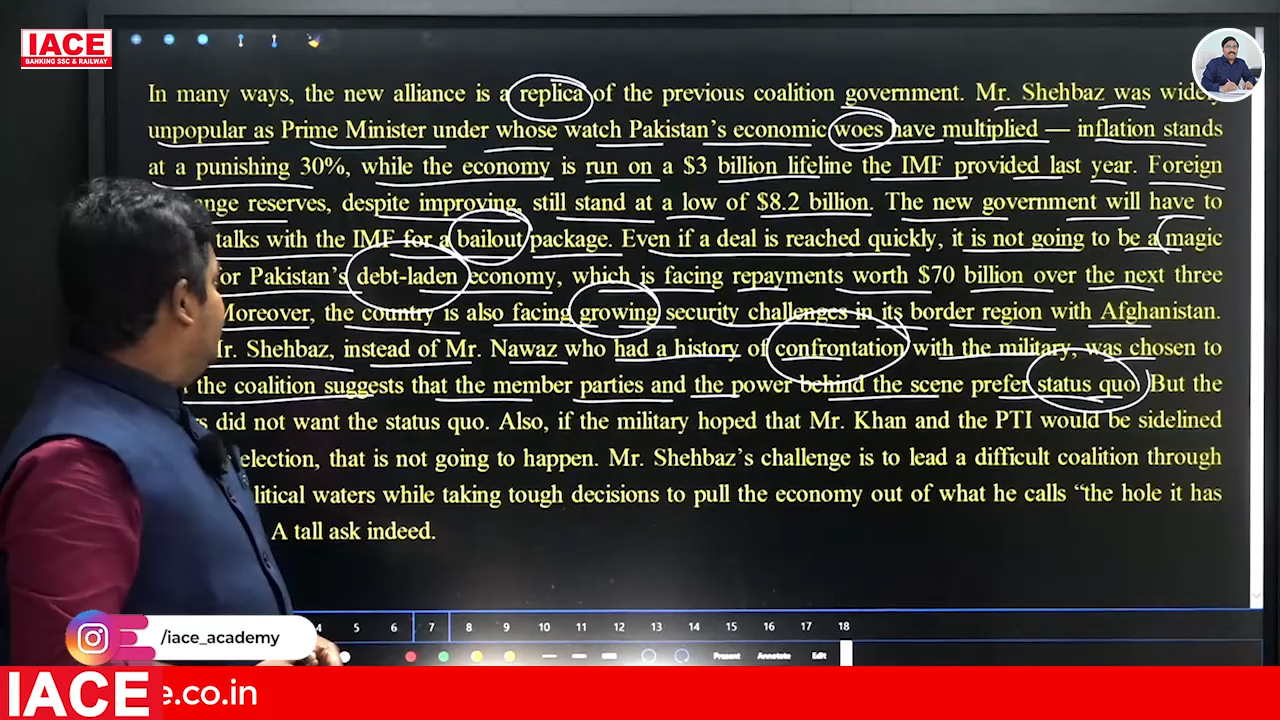 IACE
BANKING SSC & RAILWAY
In many ways, the new alliance is a replica of the previous coalition government. Mr. Shehbaz was widely
unpopular as Prime Minister under whose watch Pakistan's economic woes have multiplied — inflation stands
at a punishing 30%, while the economy is run on a $3 billion lifeline the IMF provided last year. Foreign
ange reserves, despite improving, still stand at a low of $8.2 billion. The new government will have to
talks with the IMF for a bailout package. Even if a deal is reached quickly, it is not going to be a magic
or Pakistan's debt-laden economy, which is facing repayments worth $70 billion over the next three
Moreover, the country is also facing growing security challenges in its border region with Afghanistan.
r. Shehbaz, instead of Mr. Nawaz who had a history of confrontation with the military, was chosen to
the coalition suggests that the member parties and the power behind the scene prefer status quo. But the
s did not want the status quo. Also, if the military hoped that Mr. Khan and the PTI would be sidelined
election, that is not going to happen. Mr. Shehbaz's challenge is to lead a difficult coalition through
litical waters while taking tough decisions to pull the economy out of what he calls “the hole it has
A tall ask indeed.
4 5 6 7 8 9 10 11 12 13 14 15 16 17 18
Present Annotate Edit
/iace_academy
IACE e.co.in